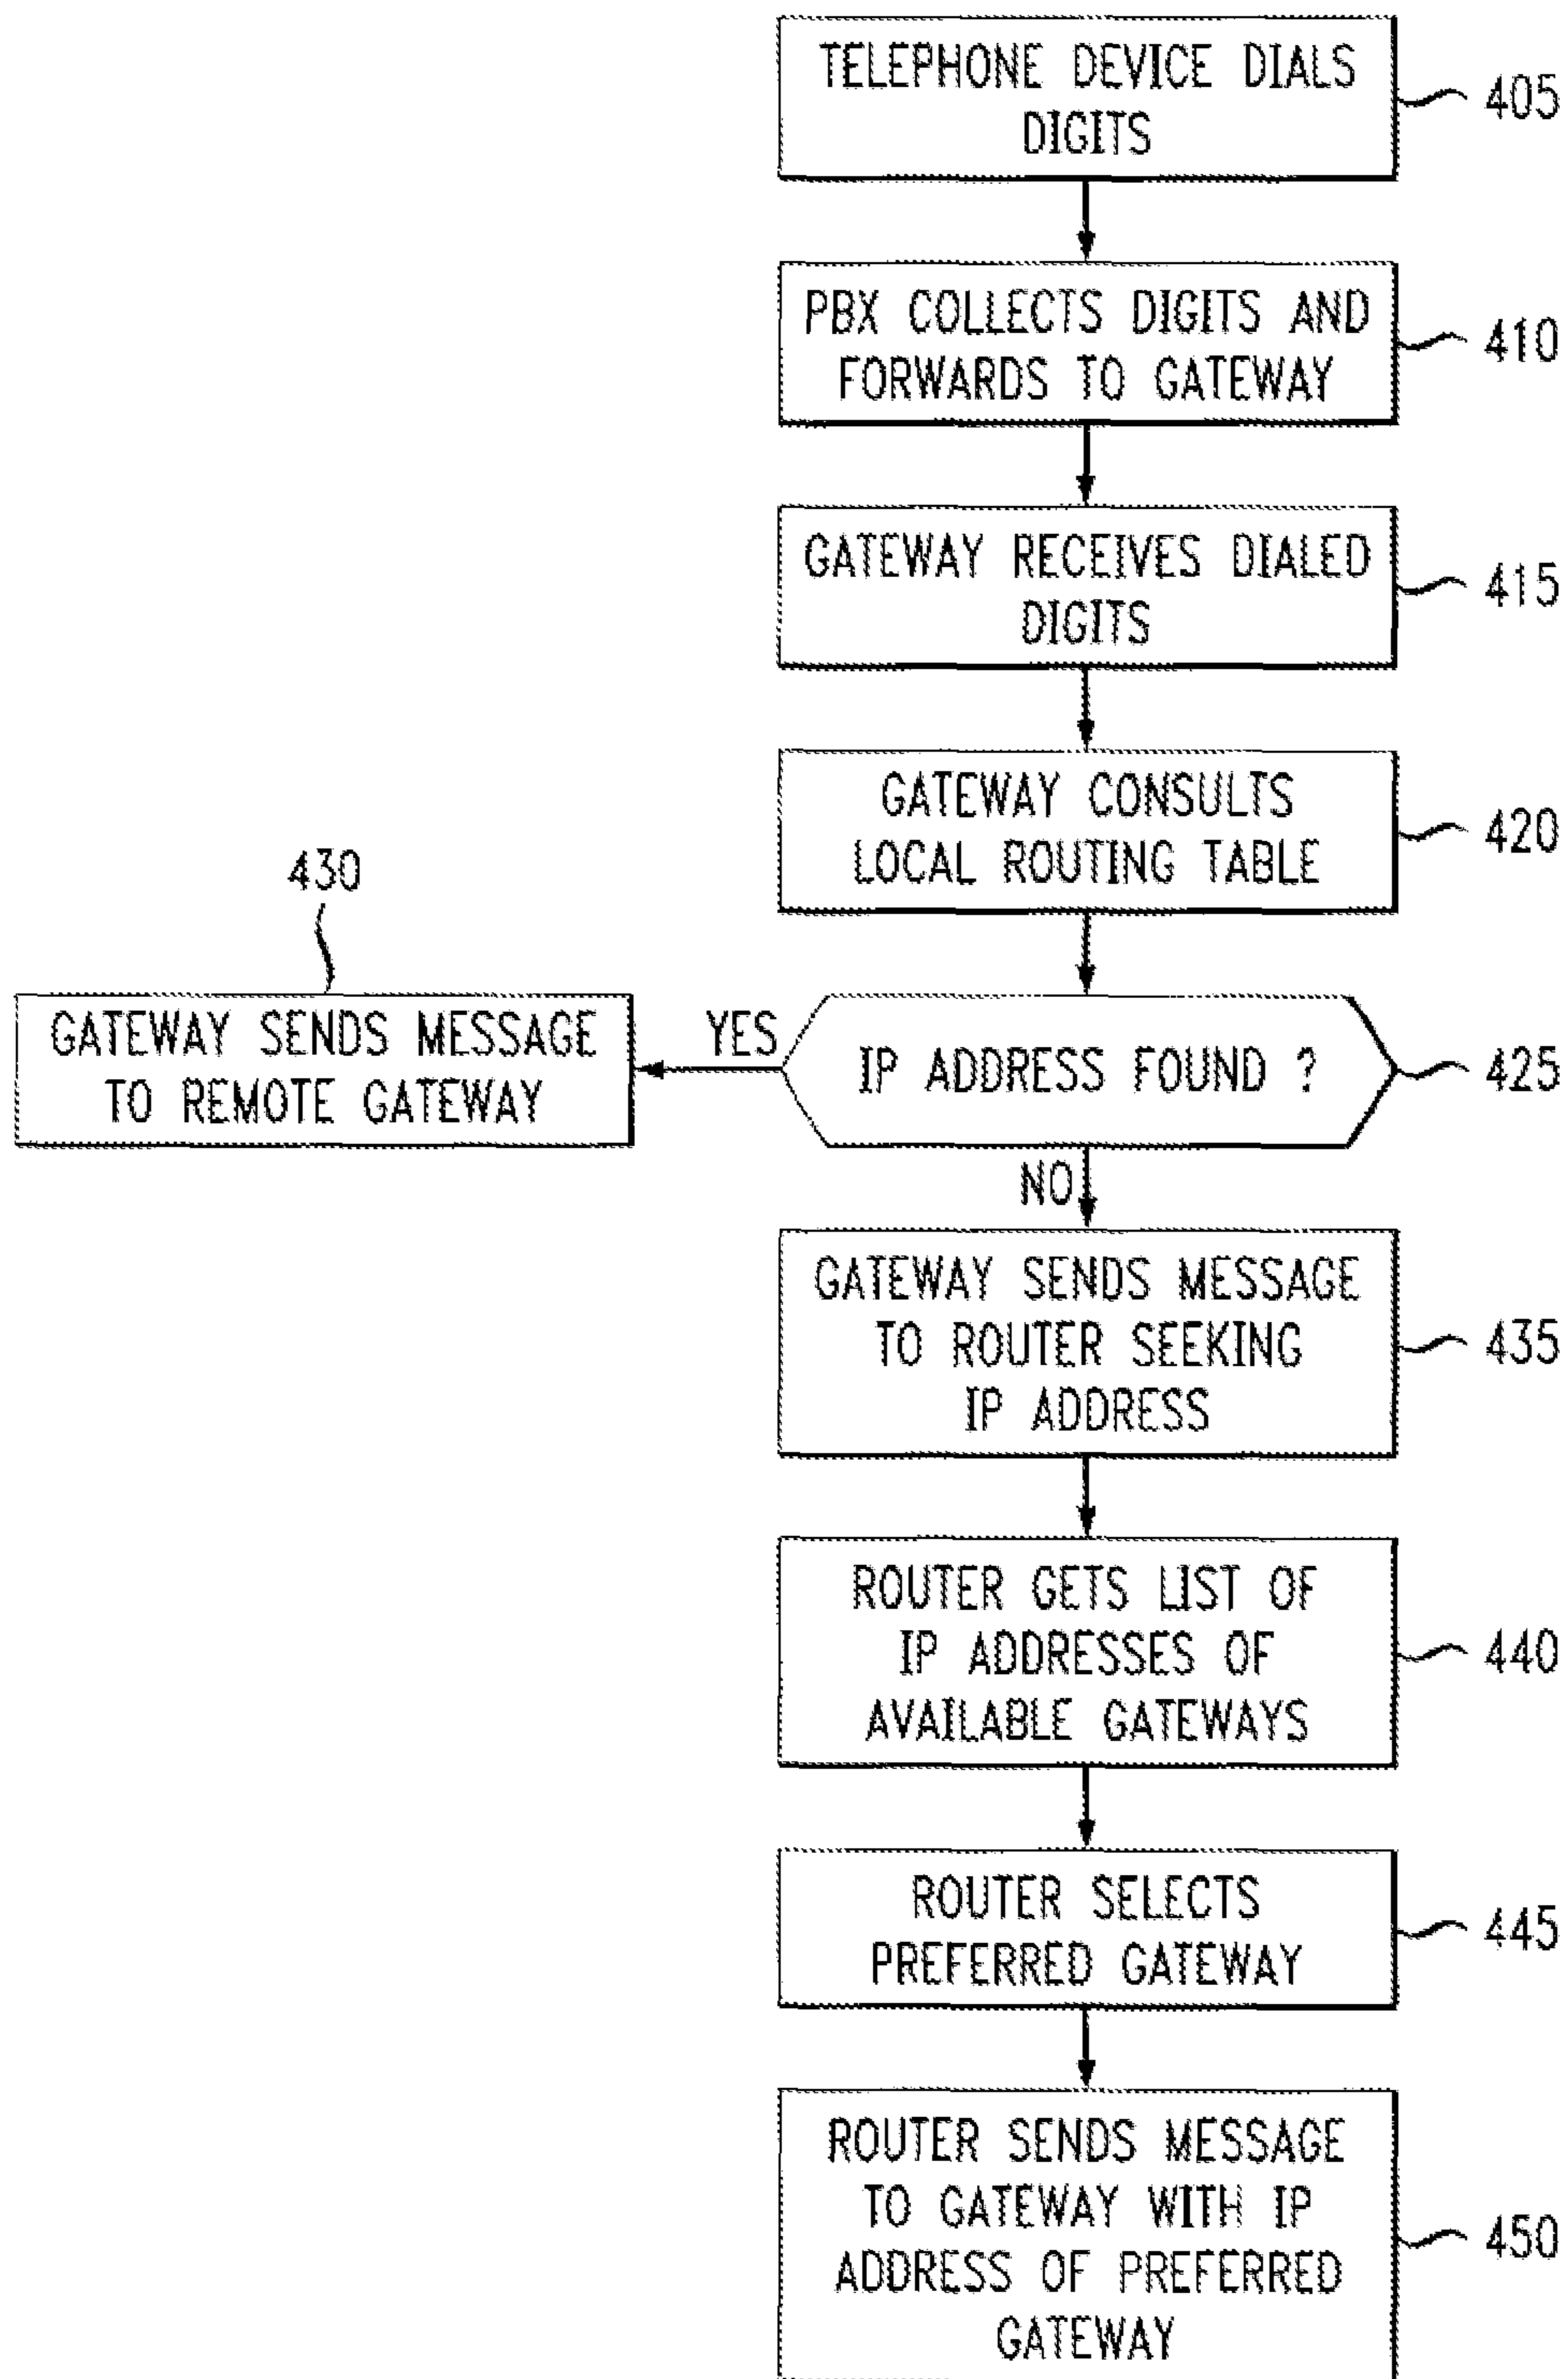 TELEPHONE DEVICE DIALS
DIGITS
405
PBX COLLECTS DIGITS AND
FORWARDS TO GATEWAY
410
GATEWAY RECEIVES DIALED
DIGITS
415
GATEWAY CONSULTS
LOCAL ROUTING TABLE
420
430
GATEWAY SENDS MESSAGE
TO REMOTE GATEWAY
YES
IP ADDRESS FOUND ?
425
NO
GATEWAY SENDS MESSAGE
TO ROUTER SEEKING
IP ADDRESS
435
ROUTER GETS LIST OF
IP ADDRESSES OF
AVAILABLE GATEWAYS
440
ROUTER SELECTS
PREFERRED GATEWAY
445
ROUTER SENDS MESSAGE
TO GATEWAY WITH IP
ADDRESS OF PREFERRED
GATEWAY
450